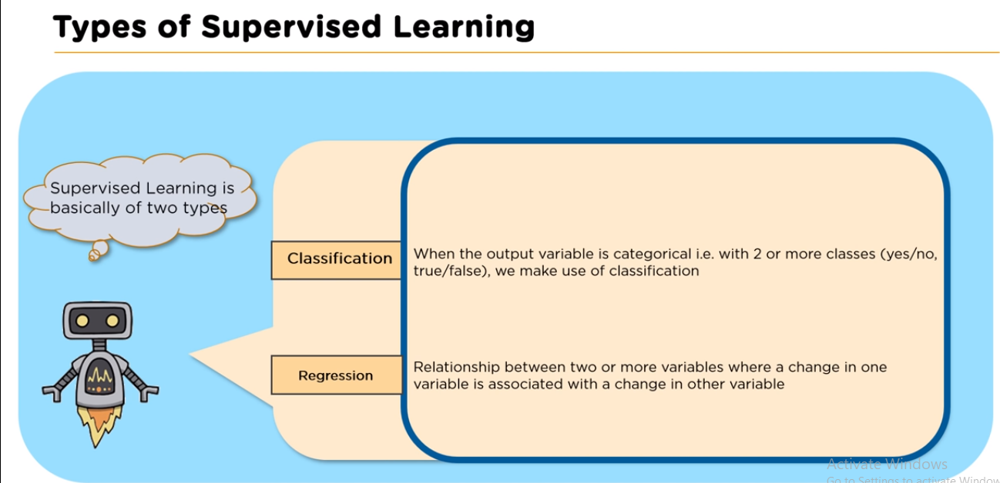 Types of Supervised Learning
Supervised Learning is
basically of two types
Classification
When the output variable is categorical i.e. with 2 or more classes (yes/no,
true/false), we make use of classification
Regression
Relationship between two or more variables where a change in one
variable is associated with a change in other variable
Activate Windows
Go to Settings to activate Window